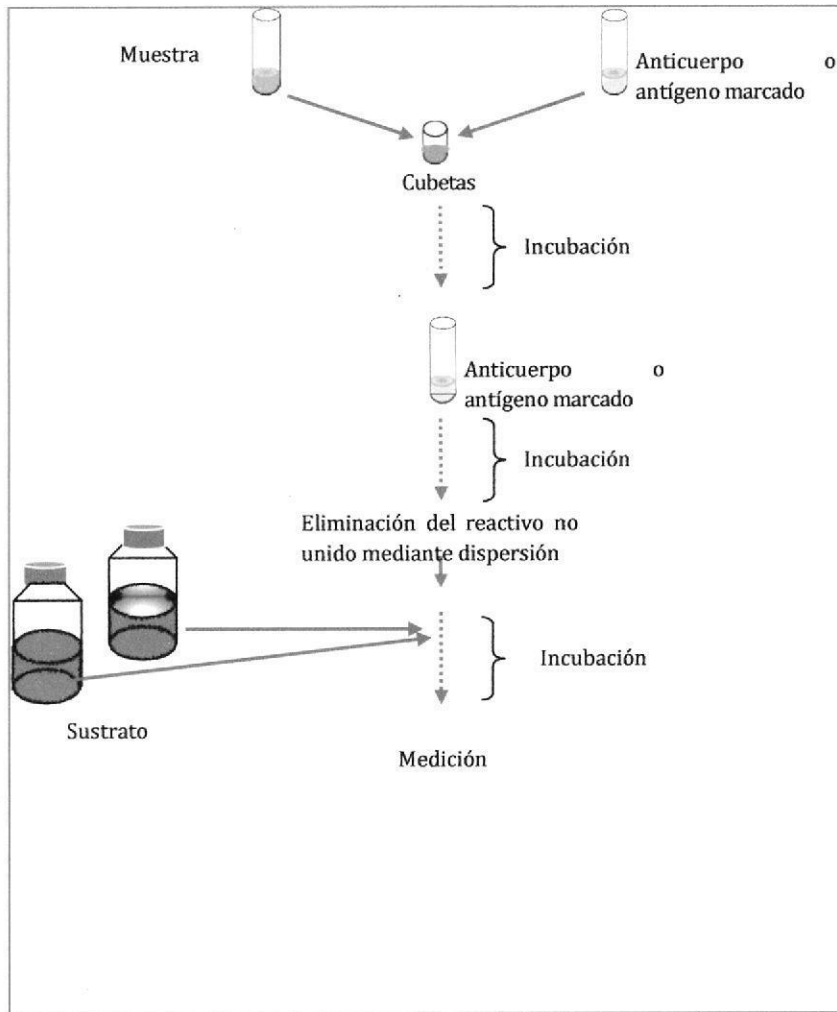 Muestra
Anticuerpo o
antígeno marcado
Cubetas
Incubación
Anticuerpo o
antígeno marcado
Incubación
Eliminación del reactivo no
unido mediante dispersión
Incubación
Sustrato
Medición